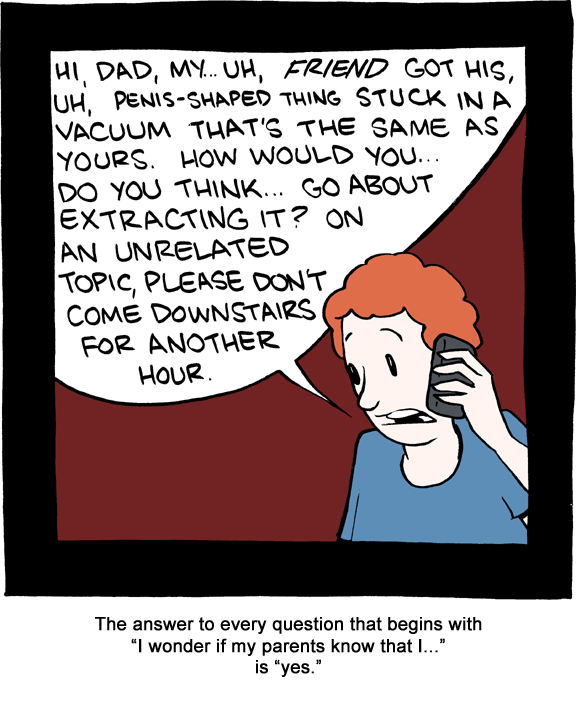 HI, DAD, MY... UH, FRIEND GOT HIS,
UH, PENIS-SHAPED THING STUCK IN A
VACUUM THAT'S THE SAME AS
YOURS. HOW WOULD YOU...
DO YOU THINK... GO ABOUT
EXTRACTING IT? ON
AN UNRELATED
TOPIC, PLEASE DON'T
COME DOWNSTAIRS
FOR ANOTHER
HOUR.
The answer to every question that begins with
“I wonder if my parents know that I...”
is “yes.”